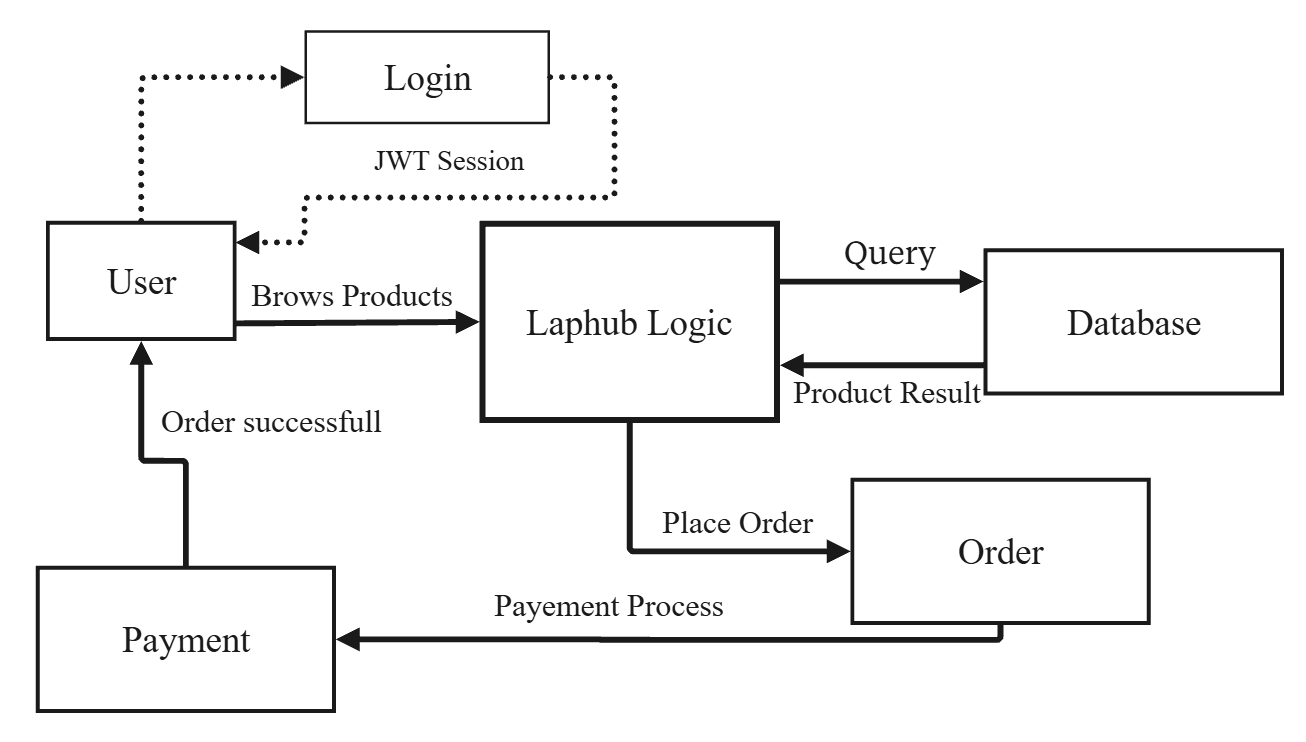 Login
JWT Session
User
Brows Products
Laphub Logic
Query
Database
Product Result
Order successfull
Place Order
Order
Payement Process
Payment